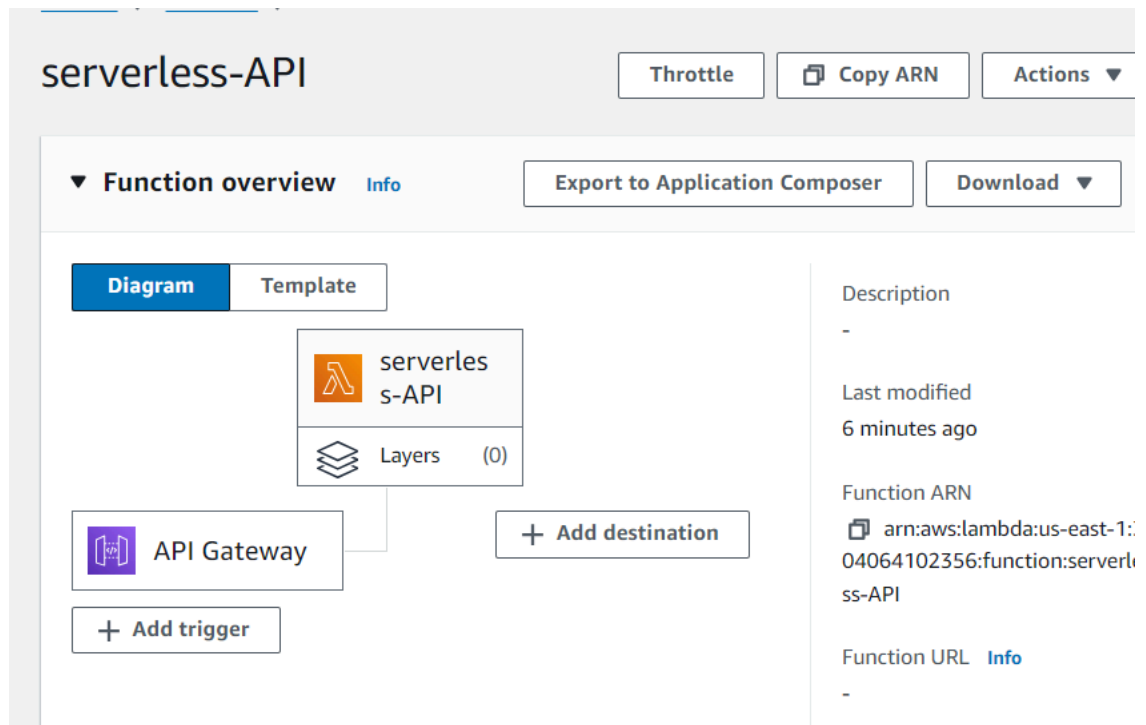 serverless-API
Throttle
Copy ARN
Actions
Function overview
Info
Export to Application Composer
Download
Diagram
Template
serverles
s-API
Layers
(0)
API Gateway
+ Add destination
+ Add trigger
Description
-
Last modified
6 minutes ago
Function ARN
arn:aws:lambda:us-east-1:
04064102356:function:serverle
ss-API
Function URL
Info
-